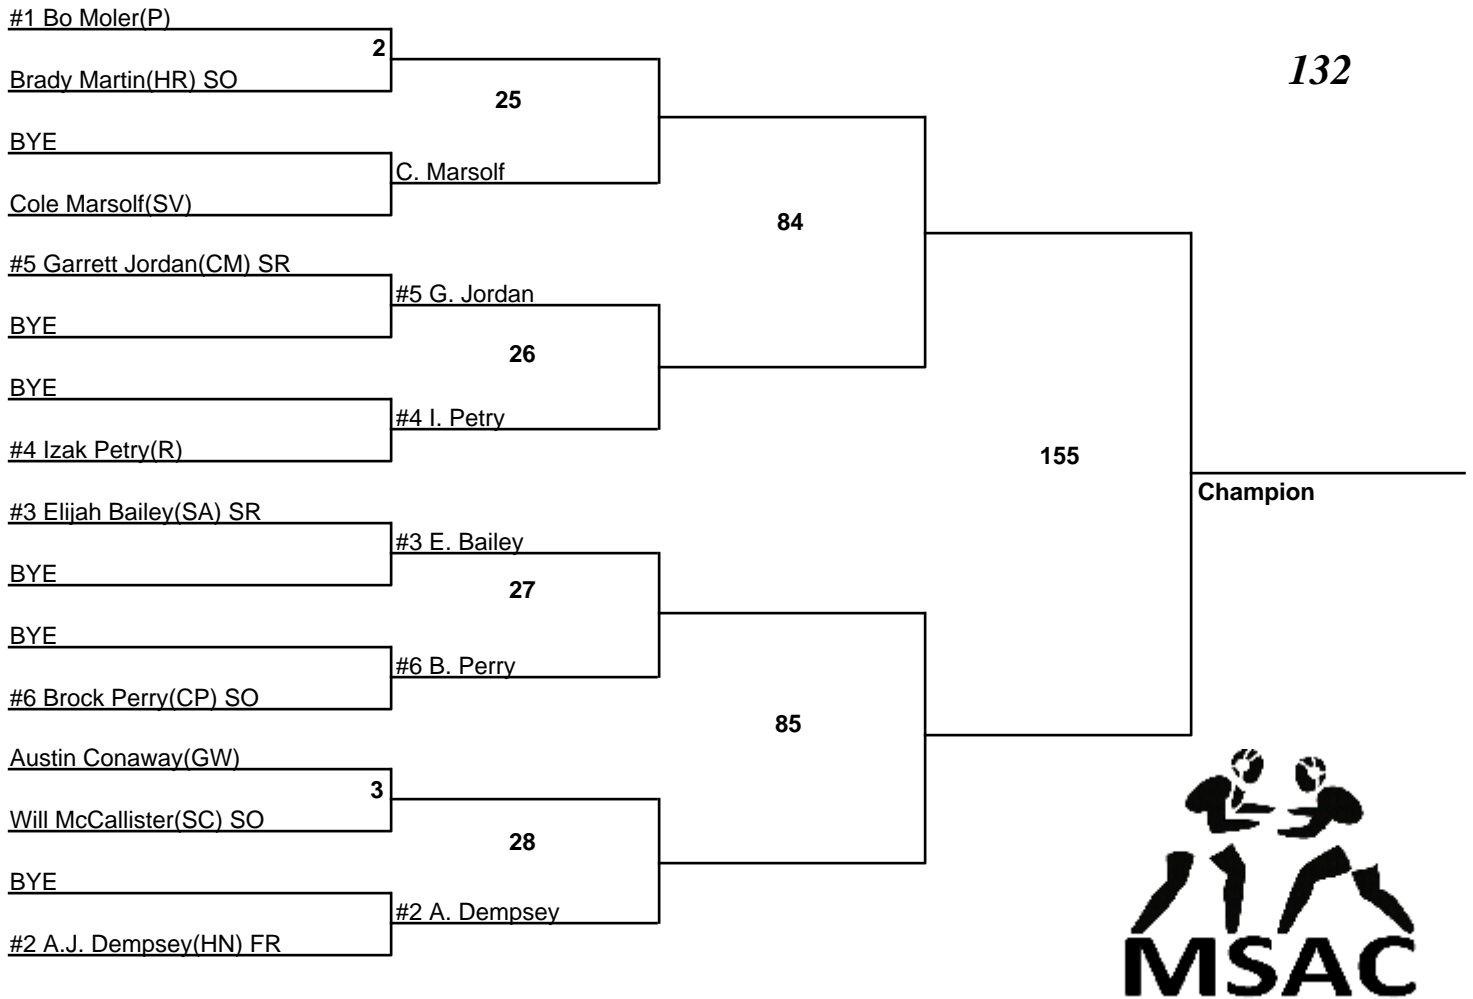 #1 Bo Moler(P)
2
132
Brady Martin(HR) SO
25
BYE
C. Marsolf
Cole Marsolf(SV)
84
#5 Garrett Jordan(CM) SR
#5 G. Jordan
BYE
26
BYE
#4 I. Petry
#4 Izak Petry(R)
155
Champion
#3 Elijah Bailey(SA) SR
#3 E. Bailey
BYE
27
BYE
#6 B. Perry
#6 Brock Perry(CP) SO
85
Austin Conaway(GW)
3
Will McCallister(SC) SO
28
BYE
#2 A. Dempsey
#2 A.J. Dempsey(HN) FR
MSAC